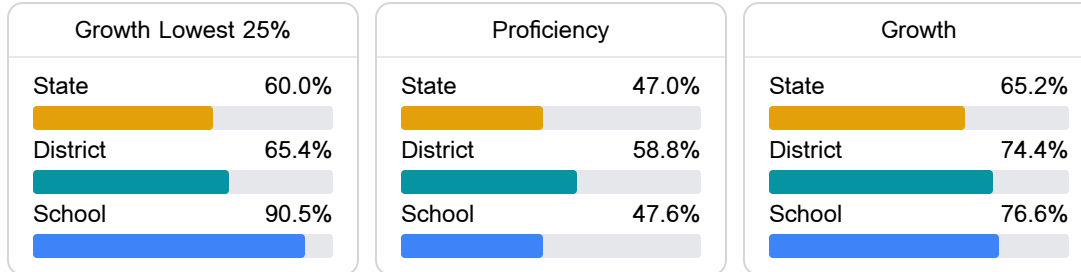 Growth Lowest 25%
State 60.0%
District 65.4%
School 90.5%
Proficiency
State 47.0%
District 58.8%
School 47.6%
Growth
State 65.2%
District 74.4%
School 76.6%